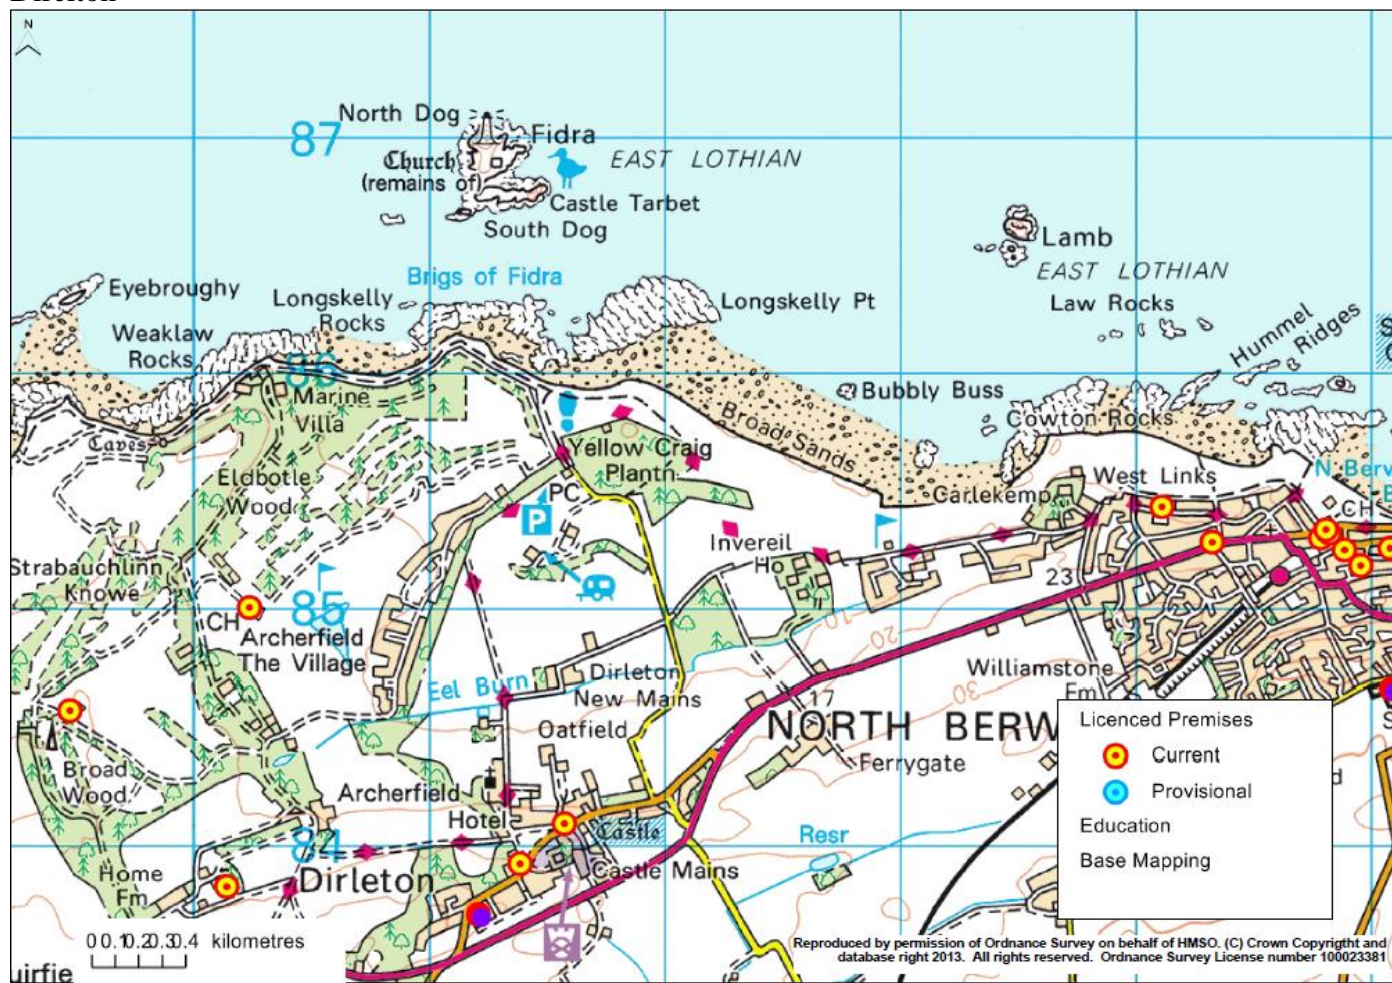 N
North Dog
87
Fidra
Church
(remains of)
EAST LOTHIAN
Castle Tarbet
South Dog
Lamb
EAST LOTHIAN
Brigs of Fidra
Eyebroughy
Longskelly
Rocks
Longskelly Pt
Law Rocks
Weaklaw
Rocks
Hummel
Ridges
86
Marine
Villa
Bubbly Buss
Broad Sands
Cowton Rocks
Caves
Yellow Craig
Plantn
Eldbotle
Wood
PC
P
West Links
Carlekemp
CH
Invereil
Ho
23
Strabauchlinn
Knowe
85
CH
Archerfield
The Village
10
20
30
Dirleton
New Mains
Eel Burn
Williamstone
Fm
17
Oatfield
NORTH BERW
Ferrygate
Broad
Wood
Archerfield
Hotel
Castle
Resr
84
Home
Fm
Dirleton
Castle Mains
Licenced Premises
Current
Provisional
Education
Base Mapping
0 0.1 0.2 0.3 0.4 kilometres
uirfie
Reproduced by permission of Ordnance Survey on behalf of HMSO. (C) Crown Copyrigtht and
database right 2013. All rights reserved. Ordnance Survey License number 100023381